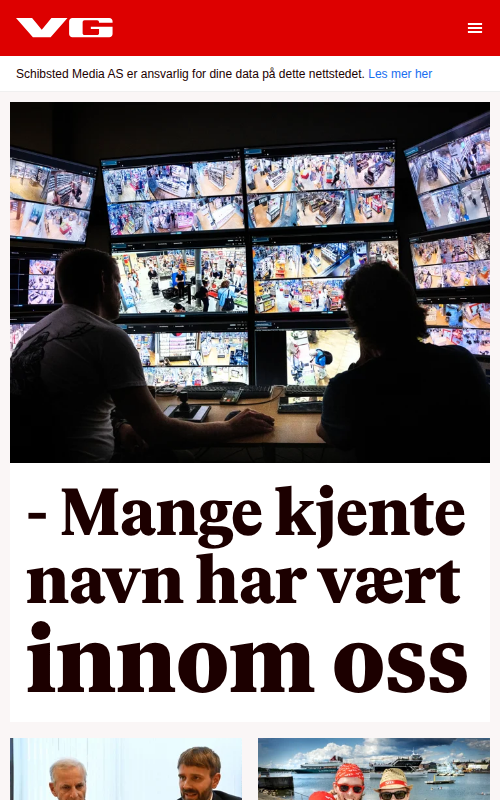 VG
Schibsted Media AS er ansvarlig for dine data på dette nettstedet. Les mer her
- Mange kjente
navn har vært
innom oss